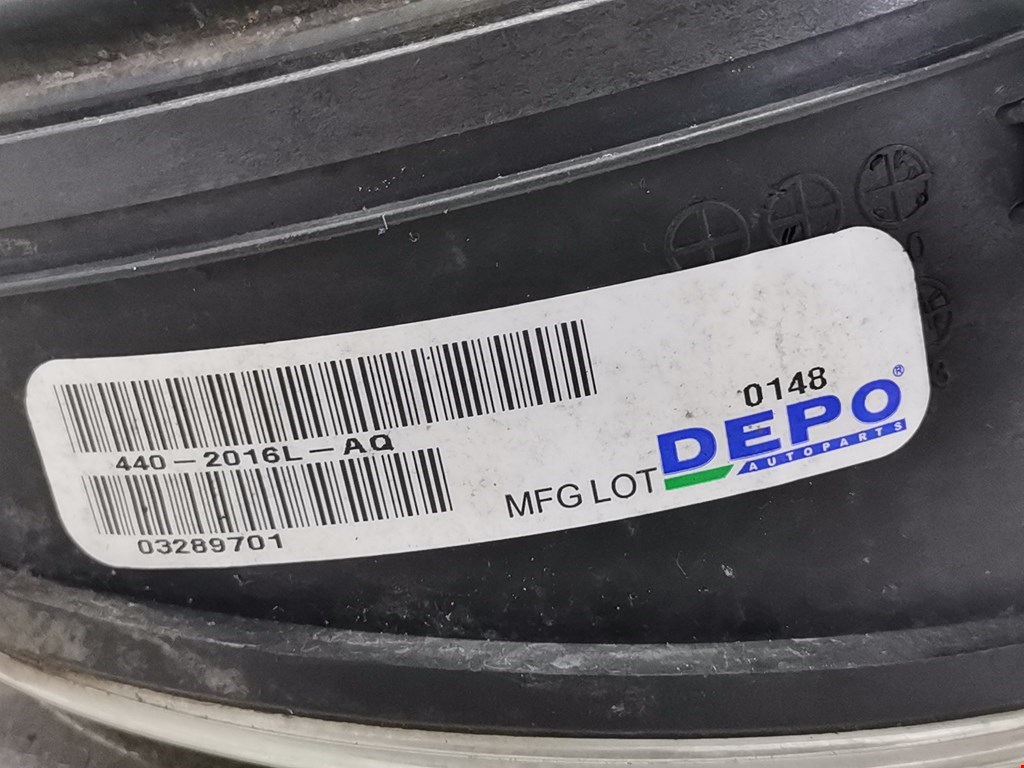 440-2016L-AQ
03289701
0148
MFG LOT
DEPO®
AUTOPARTS